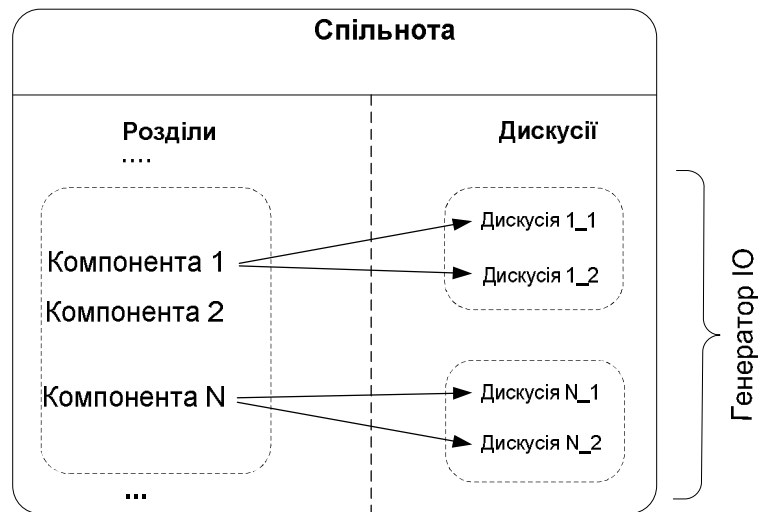 Спільнота
Розділи
....
Компонента 1
Компонента 2
Компонента N
...
Дискусії
Дискусія 1_1
Дискусія 1_2
Дискусія N_1
Дискусія N_2
Генератор ІО